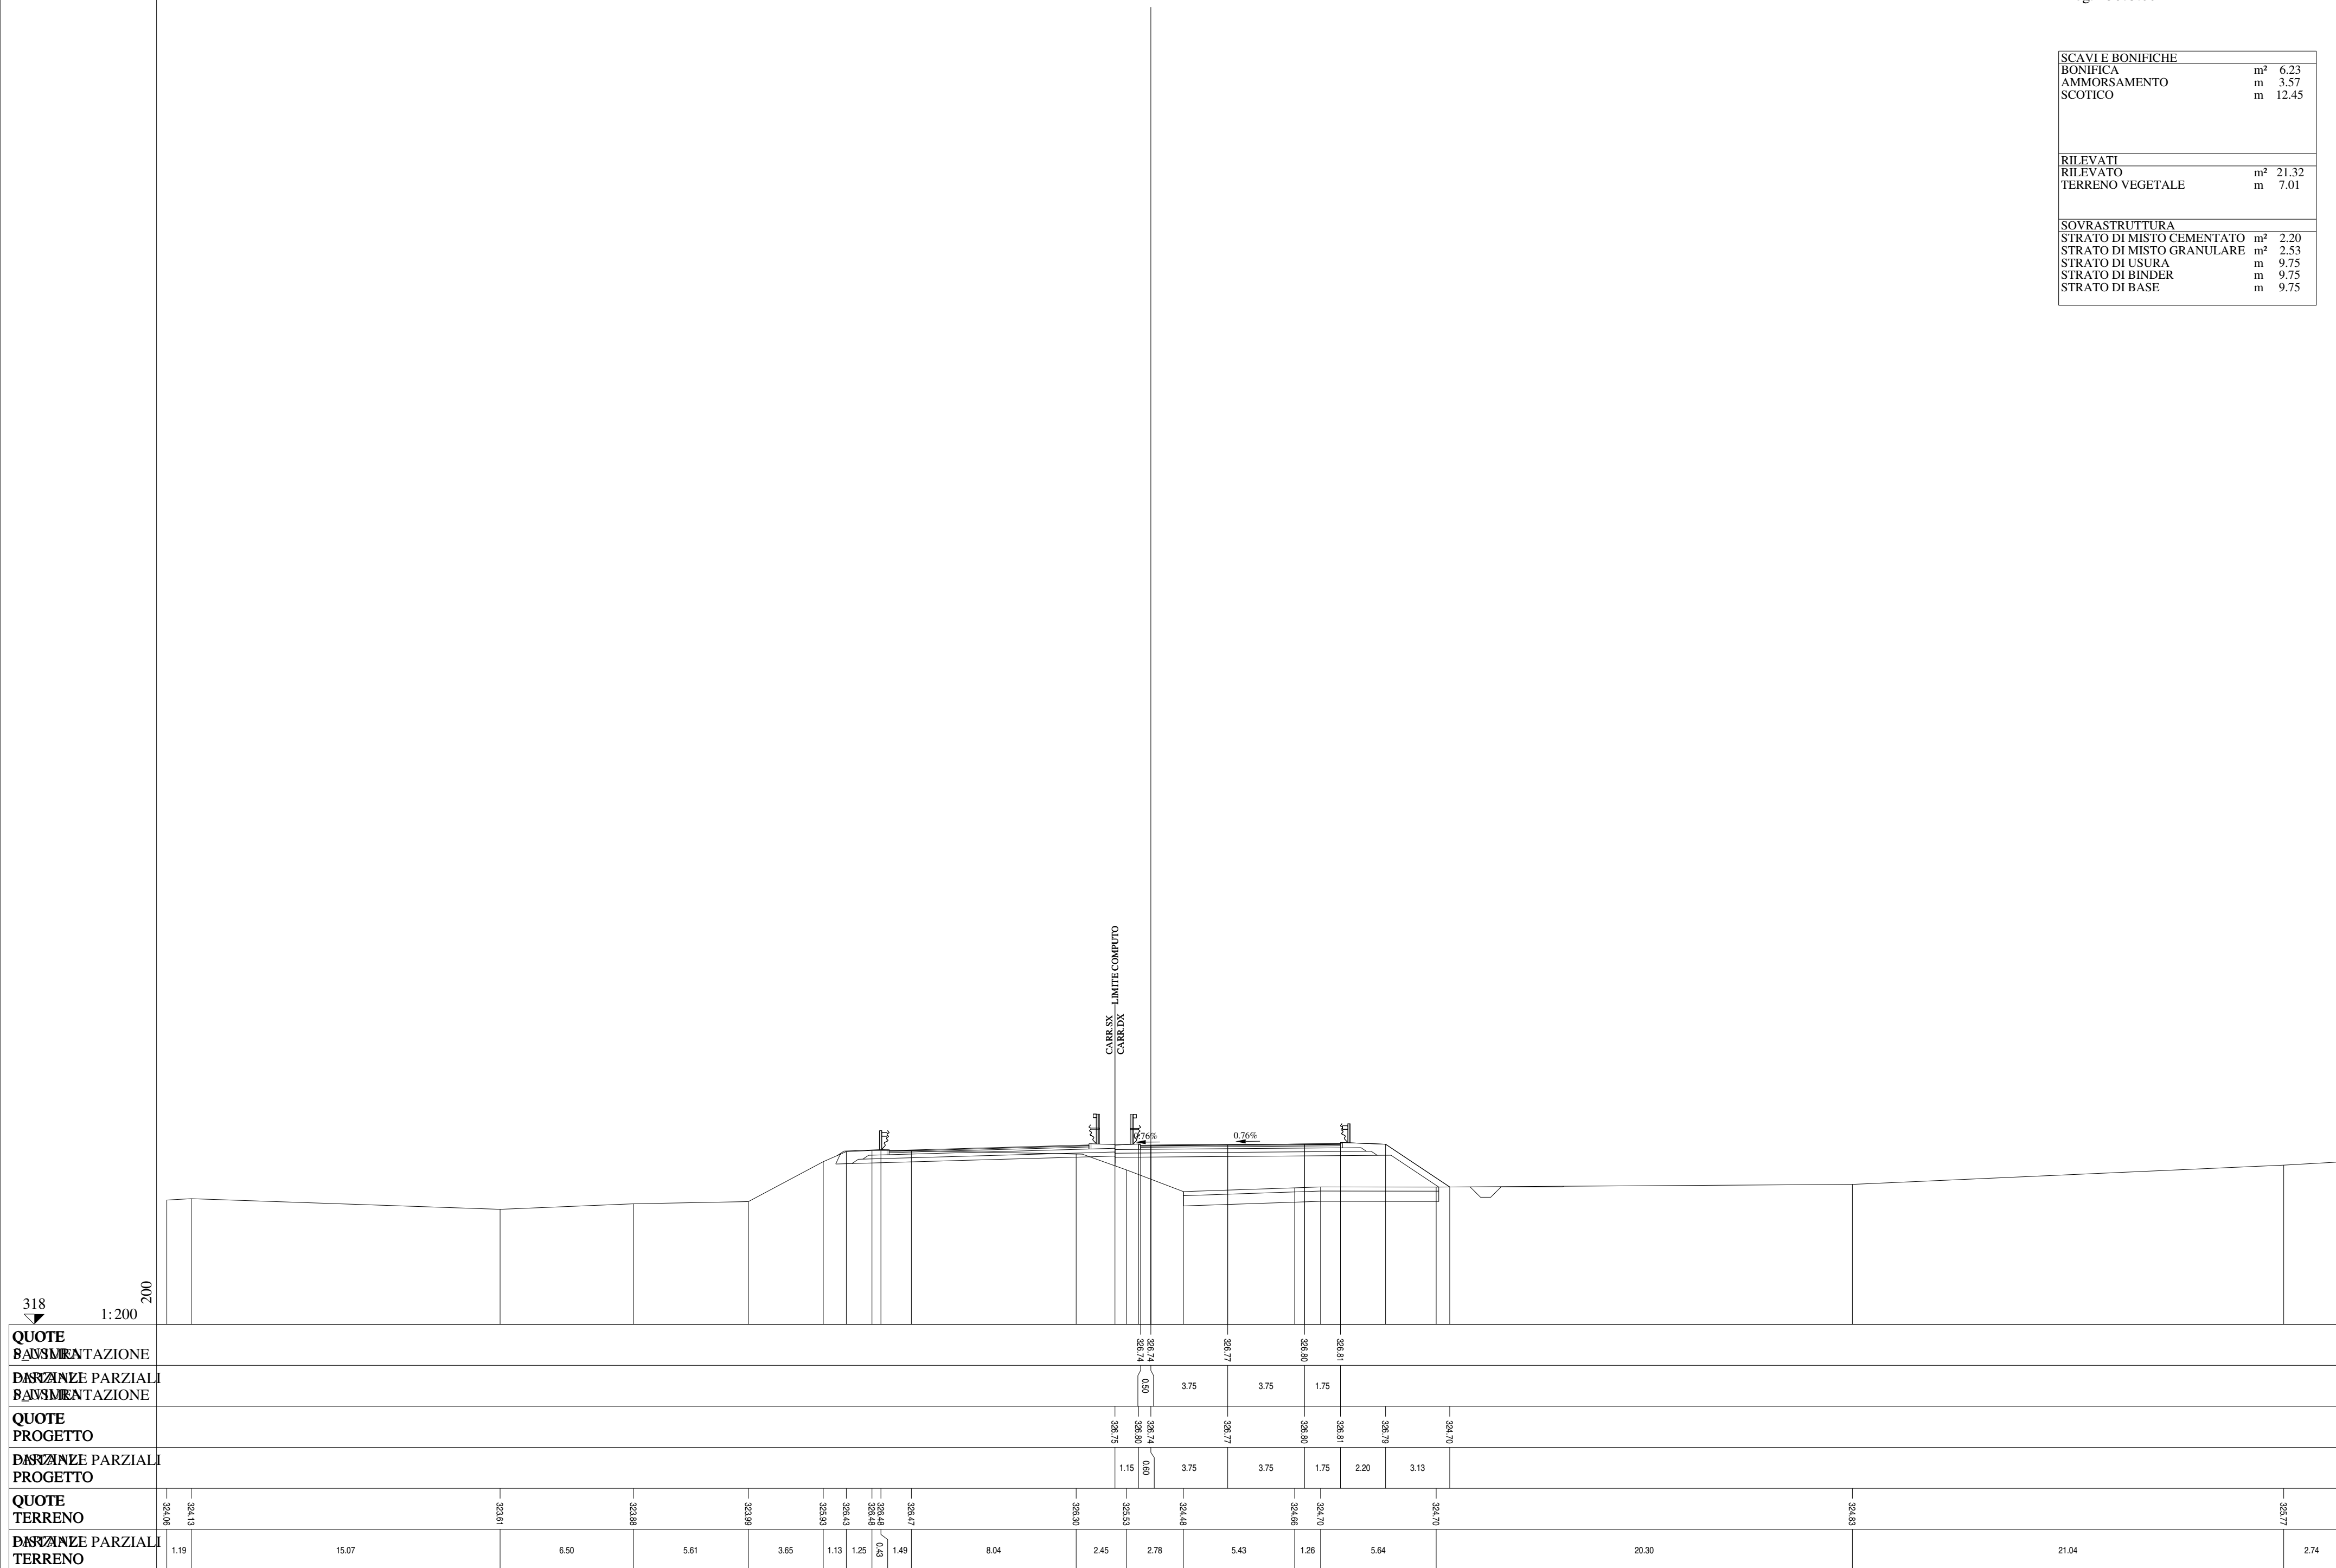 SCAVI E BONIFICHE
BONIFICA m² 6.23
AMMORSAMENTO m 3.57
SCOTICO m 12.45
RILEVATI
RILEVATO m² 21.32
TERRENO VEGETALE m 7.01
SOVRASTRUTTURA
STRATO DI MISTO CEMENTATO m² 2.20
STRATO DI MISTO GRANULARE m² 2.53
STRATO DI USURA m 9.75
STRATO DI BINDER m 9.75
STRATO DI BASE m 9.75
LIMITE COMPUTO
CARR.SX
CARR.DX
0.76%
0.76%
200
318
1:200
QUOTE
PAVIMENTAZIONE
326.74 326.74 326.77 326.80 326.81
PARZIALI
PAVIMENTAZIONE
0.50 3.75 3.75 1.75
QUOTE
PROGETTO
326.75 326.80 326.74 326.77 326.80 326.81 326.79 324.70
PARZIALI
PROGETTO
1.15 0.60 3.75 3.75 1.75 2.20 3.13
QUOTE
TERRENO
324.06 324.13 323.61 323.88 323.99 325.93 326.43 326.48 326.48 326.47 326.30 325.53 324.48 324.66 324.70 324.70 324.83 325.77
PARZIALI
TERRENO
1.19 15.07 6.50 5.61 3.65 1.13 1.25 0.43 1.49 8.04 2.45 2.78 5.43 1.26 5.64 20.30 21.04 2.74